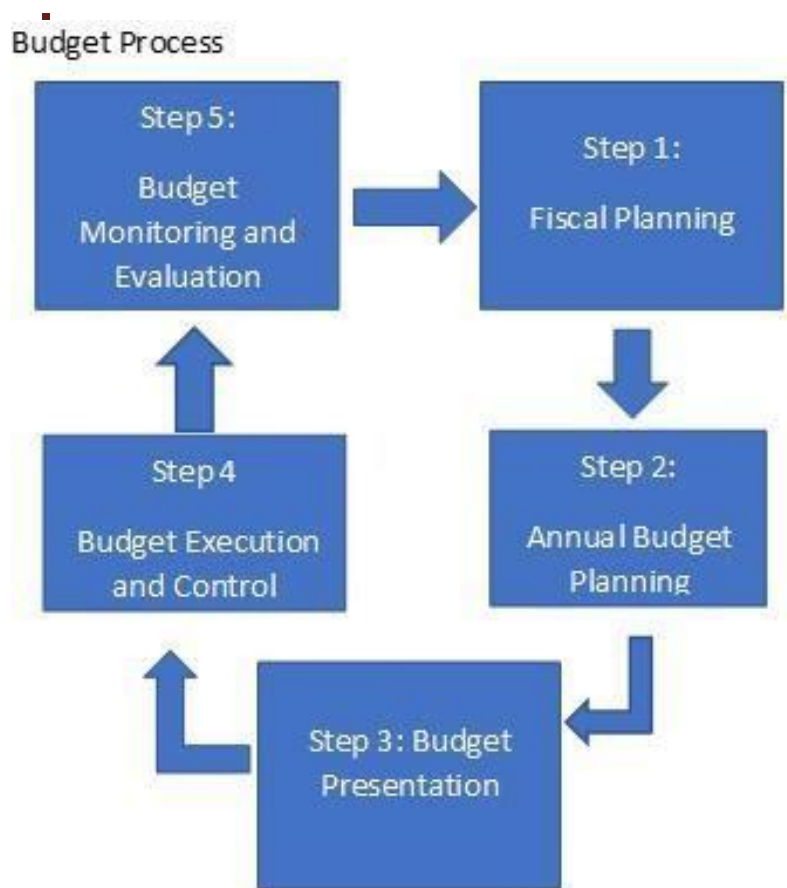 Budget Process
Step 5:
Budget
Monitoring and
Evaluation
Step 1:
Fiscal Planning
Step 4
Budget Execution
and Control
Step 2:
Annual Budget
Planning
Step 3: Budget
Presentation